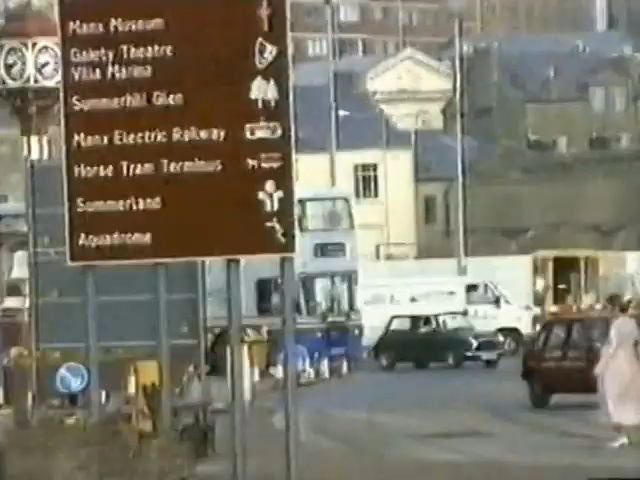 Manx Museum
Gaiety Theatre
Villa Marina
Summerhill Glen
Manx Electric Railway
Horse Tram Terminus
Summerland
Aquadrome